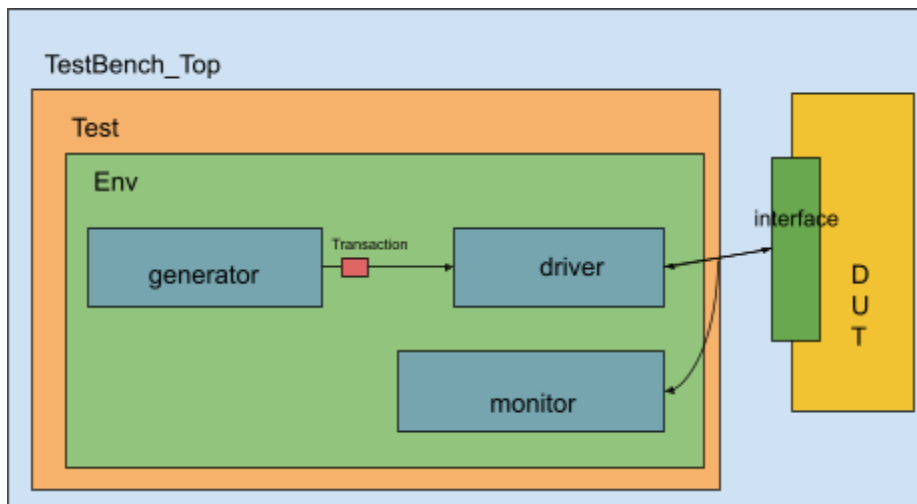 TestBench_Top
Test
Env
Transaction
generator
driver
interface
monitor
D
U
T